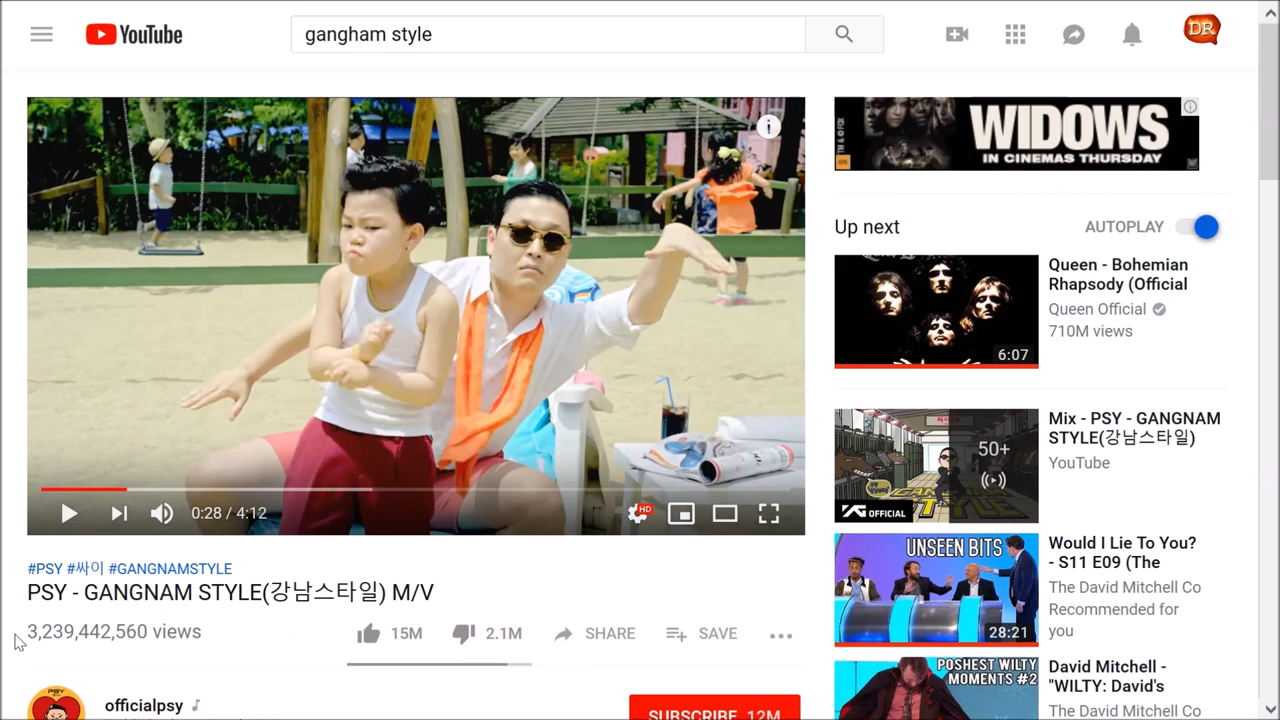 YouTube
gangham style
DR
WIDOWS
IN CINEMAS THURSDAY
Up next
AUTOPLAY
Queen - Bohemian
Rhapsody (Official
Queen Official
710M views
6:07
Mix - PSY - GANGNAM
STYLE(강남스타일)
YouTube
50+
OFFICIAL
0:28 / 4:12
HD
#PSY #싸이 #GANGNAMSTYLE
PSY - GANGNAM STYLE(강남스타일) M/V
3,239,442,560 views
15M
2.1M
SHARE
SAVE
UNSEEN BITS
28:21
Would I Lie To You?
- S11 E09 (The
The David Mitchell Co
Recommended for
you
POSHEST WILTY
MOMENTS #2
David Mitchell -
"WILTY: David's
The David Mitchell Co
PSY
officialpsy
SUBSCRIBE 12M